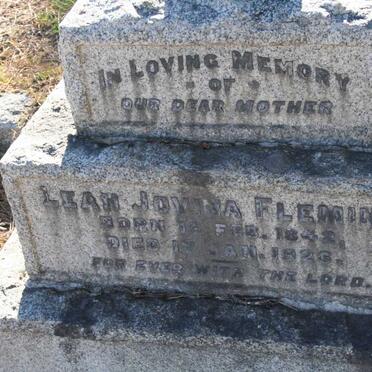 IN LOVING MEMORY
OF
OUR DEAR MOTHER
LEAH JOVINA FLEMIN
BORN FEB. 1842,
DIED JAN. 1926.
FOR EVER WITH THE LORD.